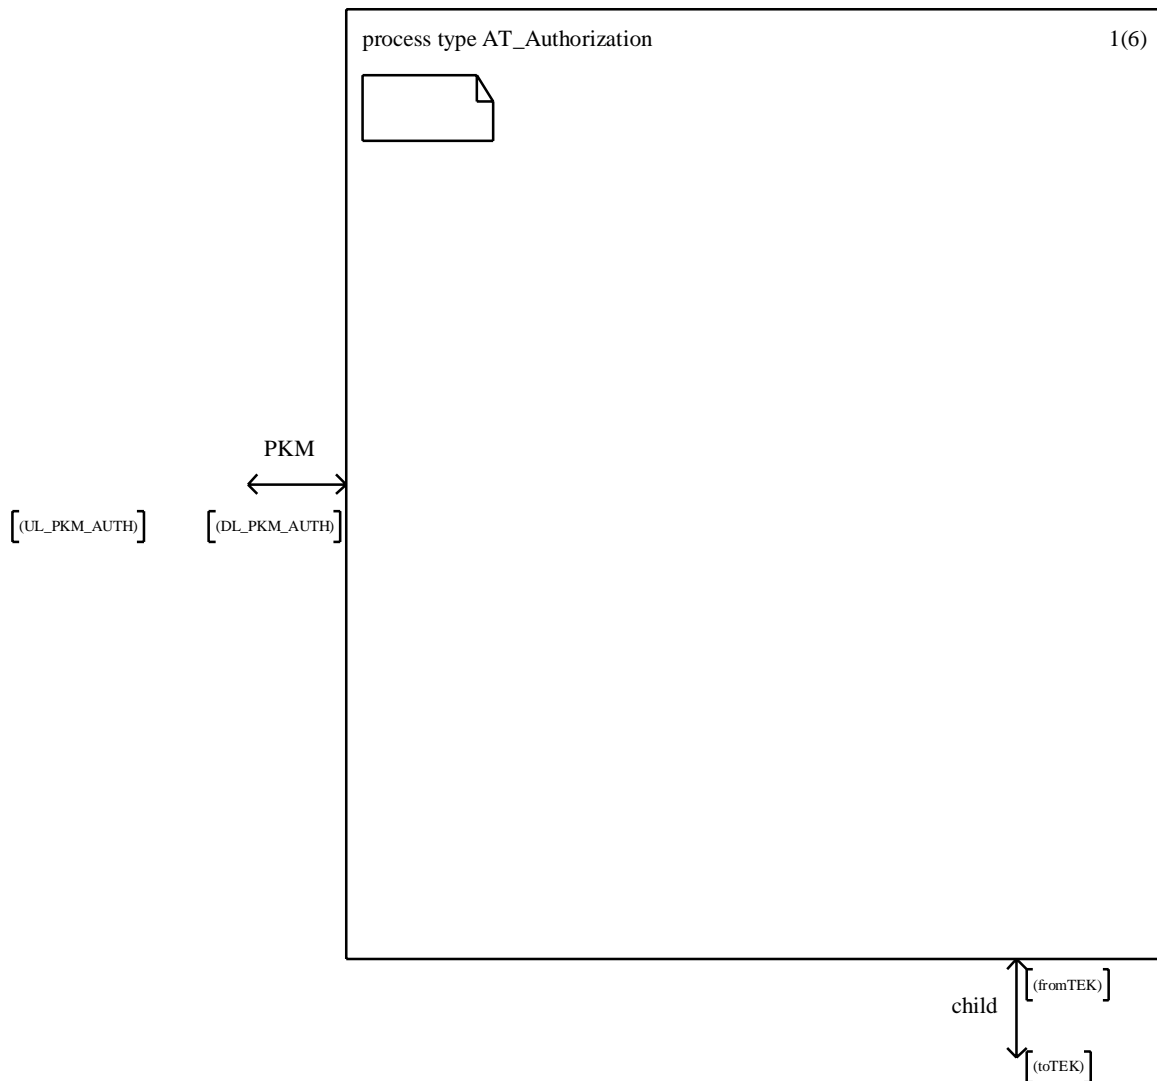 process type AT_Authorization 1(6)
PKM
[(UL_PKM_AUTH)] [(DL_PKM_AUTH)]
[(fromTEK)]
child
[(toTEK)]